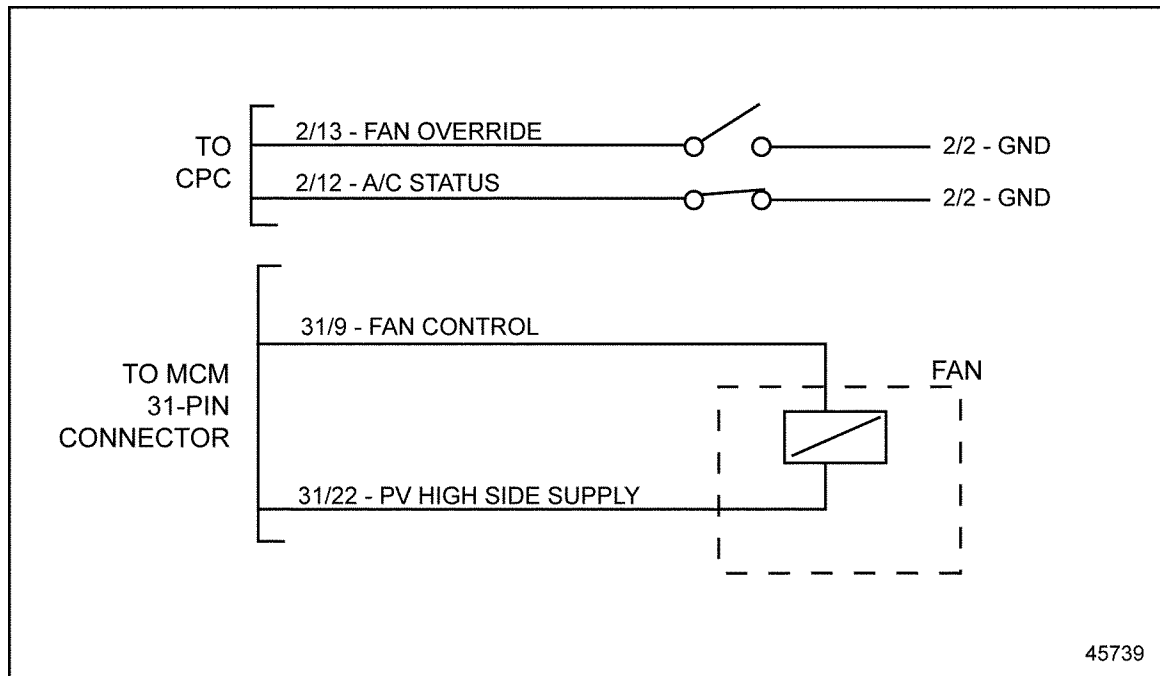 TO
CPC
2/13 - FAN OVERRIDE
2/2 - GND
2/12 - A/C STATUS
2/2 - GND
TO MCM
31-PIN
CONNECTOR
31/9 - FAN CONTROL
FAN
31/22 - PV HIGH SIDE SUPPLY
45739